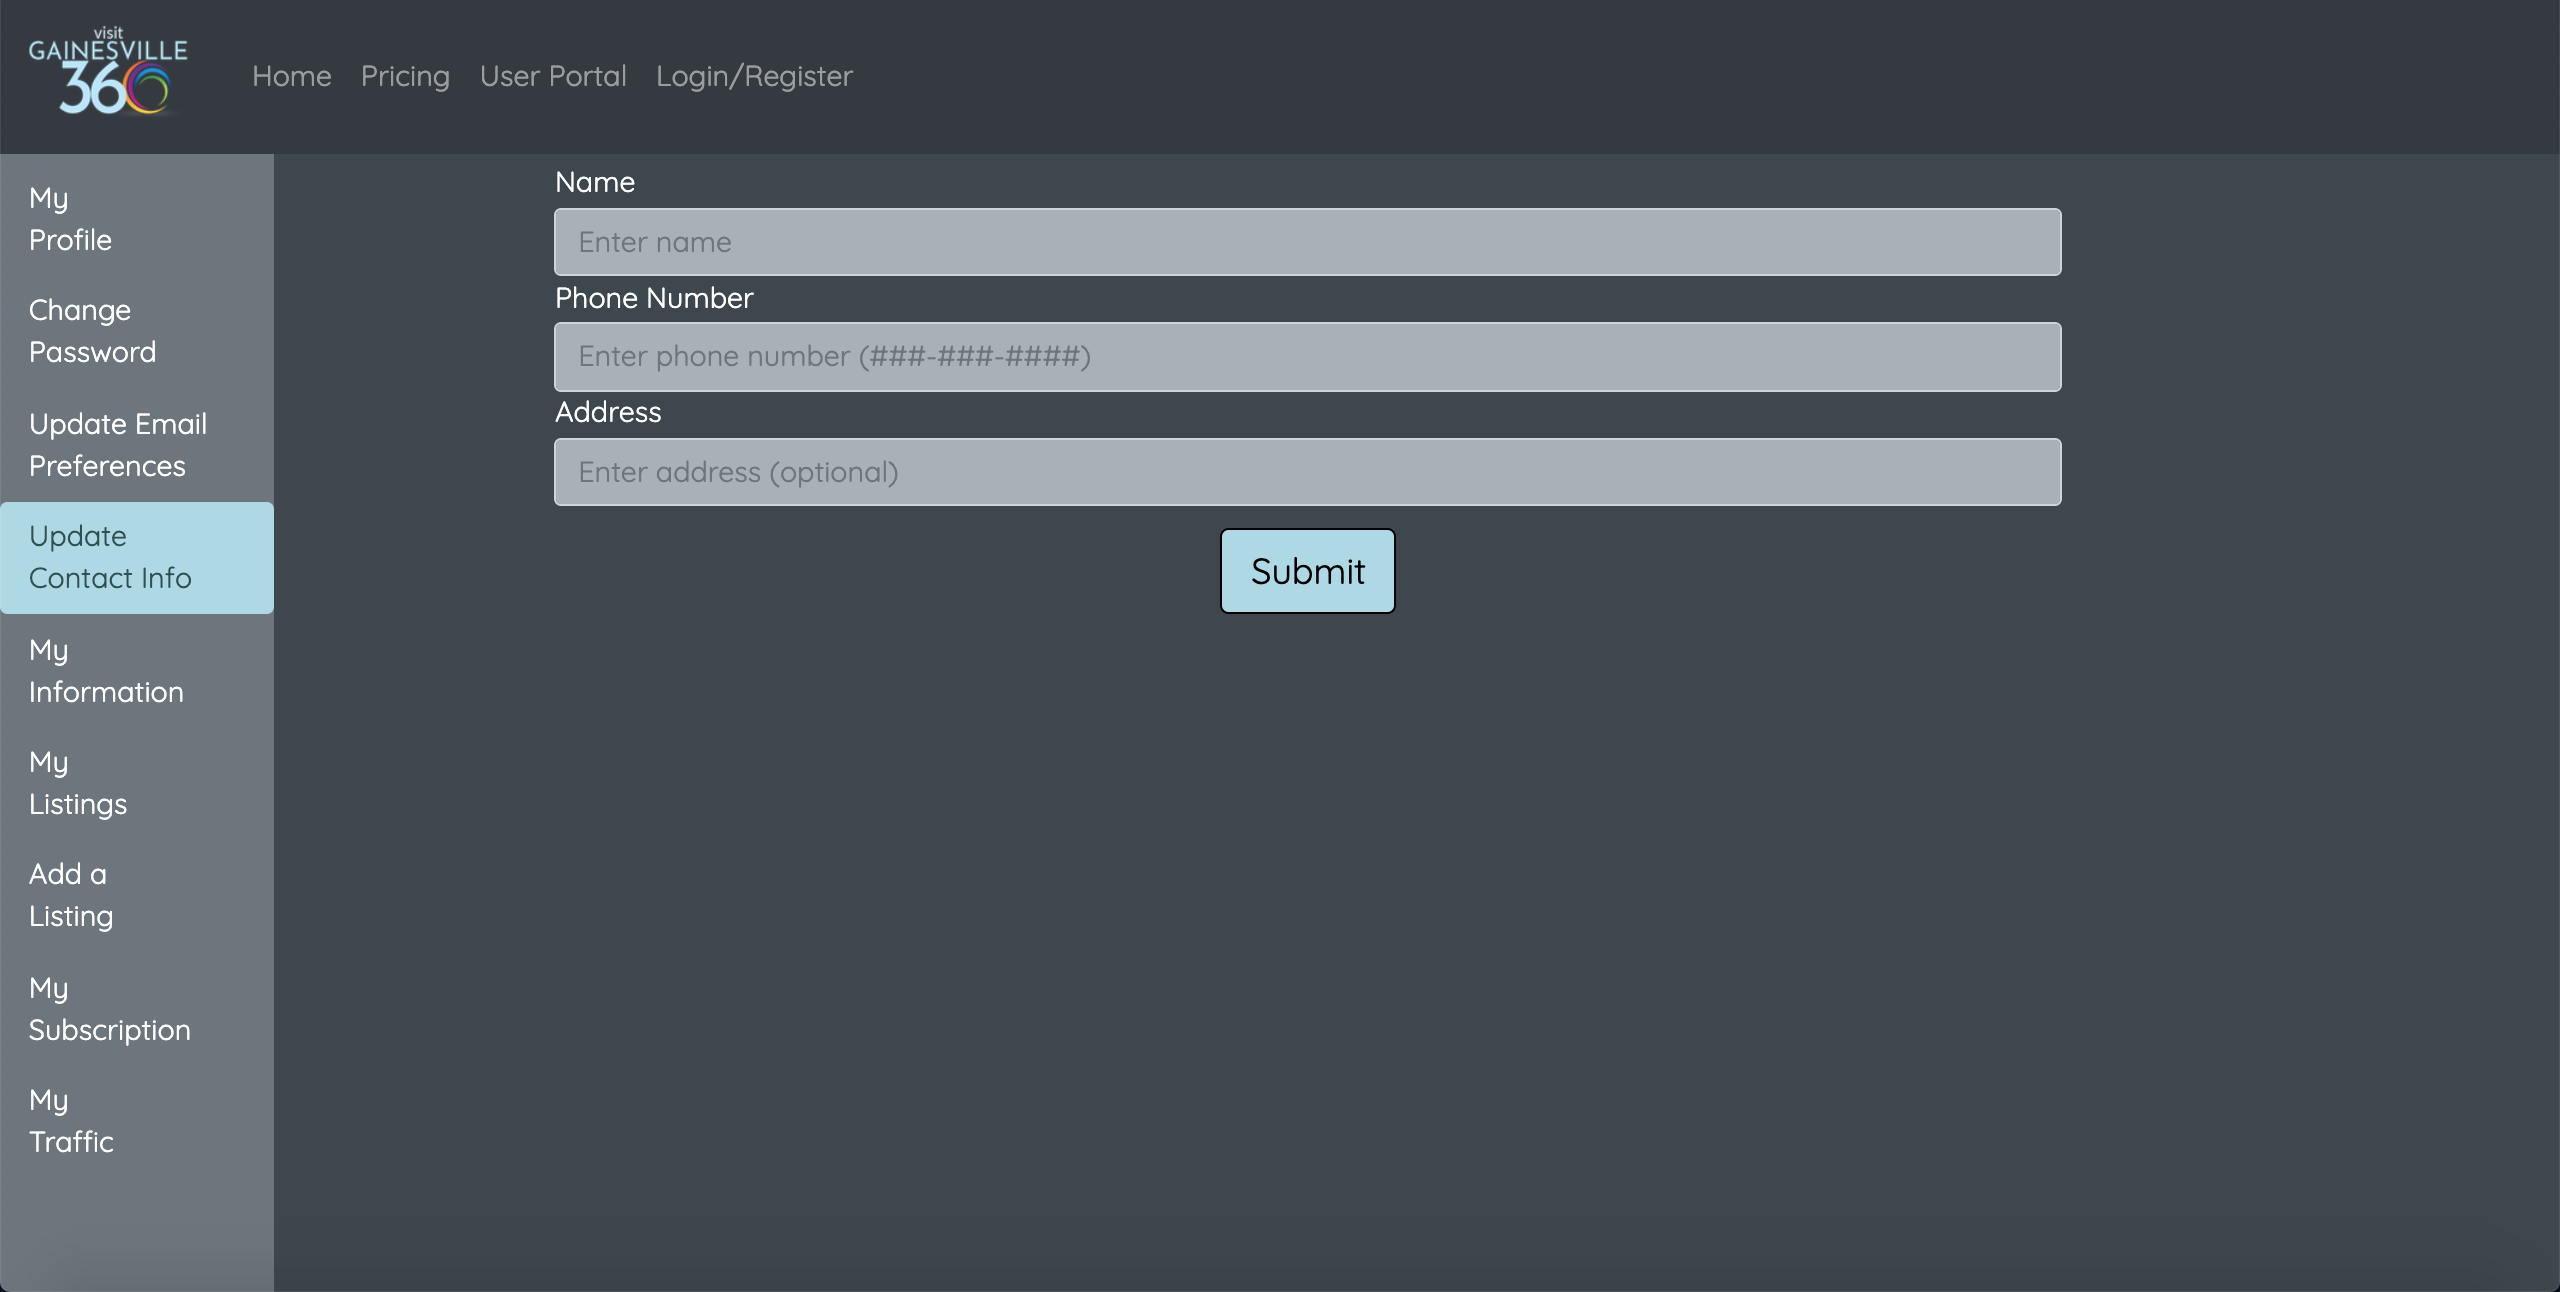 visit
GAINESVILLE
360
Home Pricing User Portal Login/Register
My
Profile
Change
Password
Update Email
Preferences
Update
Contact Info
My
Information
My
Listings
Add a
Listing
My
Subscription
My
Traffic
Name
Enter name
Phone Number
Enter phone number (###-###-####)
Address
Enter address (optional)
Submit